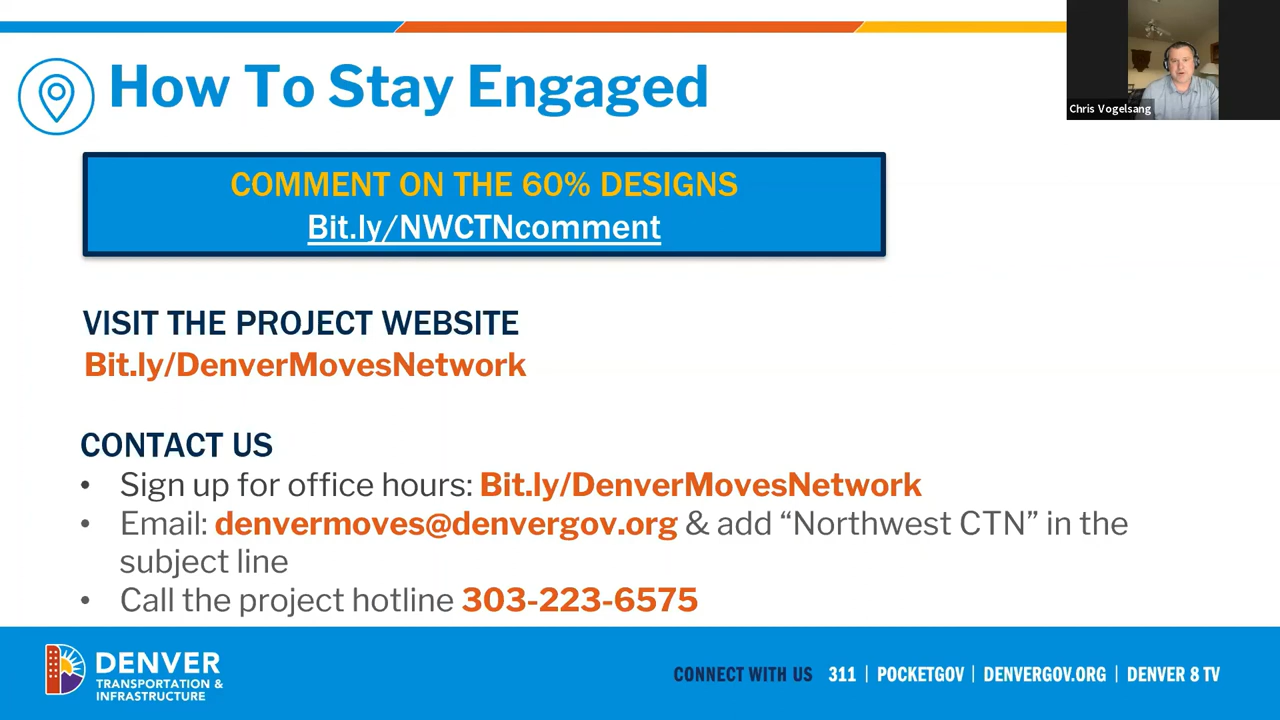 How To Stay Engaged
Chris Vogelsang
COMMENT ON THE 60% DESIGNS
Bit.ly/NWCTNcomment
VISIT THE PROJECT WEBSITE
Bit.ly/DenverMovesNetwork
CONTACT US
• Sign up for office hours: Bit.ly/DenverMovesNetwork
• Email: denvermoves@denvergov.org & add “Northwest CTN” in the
subject line
• Call the project hotline 303-223-6575
DENVER
TRANSPORTATION &
INFRASTRUCTURE
CONNECT WITH US 311 | POCKETGOV | DENVERGOV.ORG | DENVER 8 TV